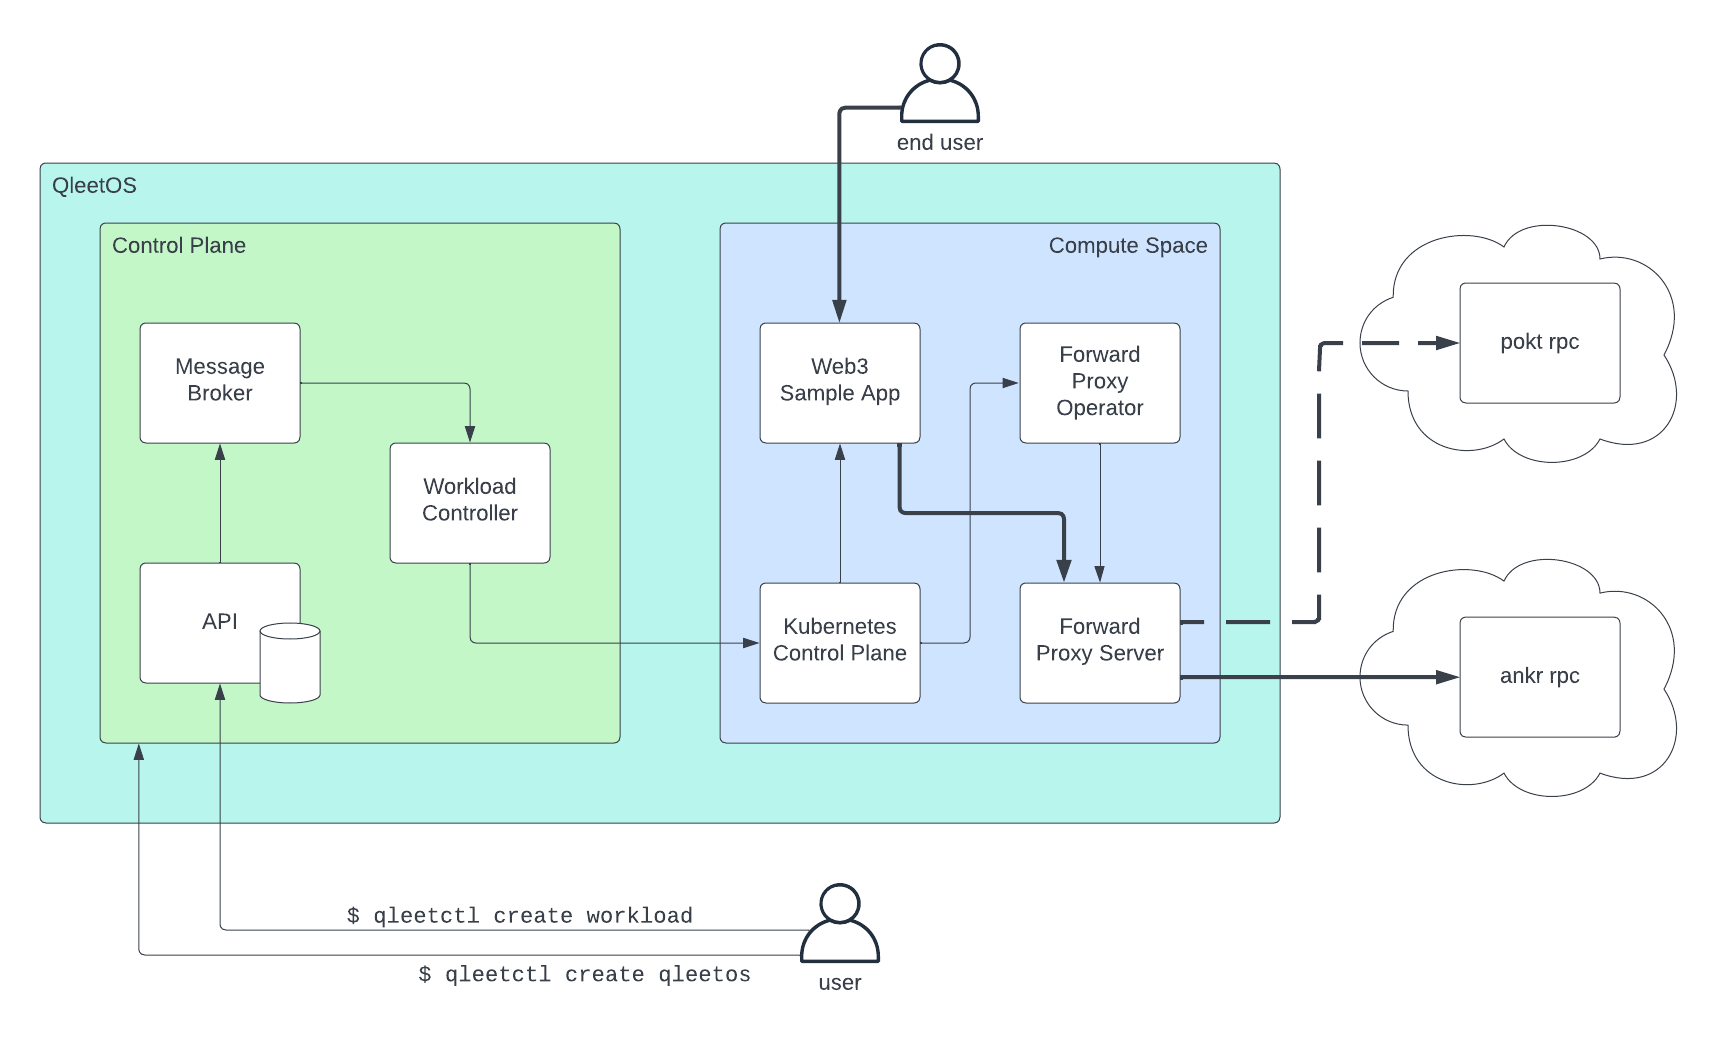 end user
QleetOS
Control Plane
Compute Space
Message
Broker
Workload
Controller
API
Web3
Sample App
Forward
Proxy
Operator
Kubernetes
Control Plane
Forward
Proxy Server
pokt rpc
ankr rpc
$ qleetctl create workload
$ qleetctl create qleetos
user